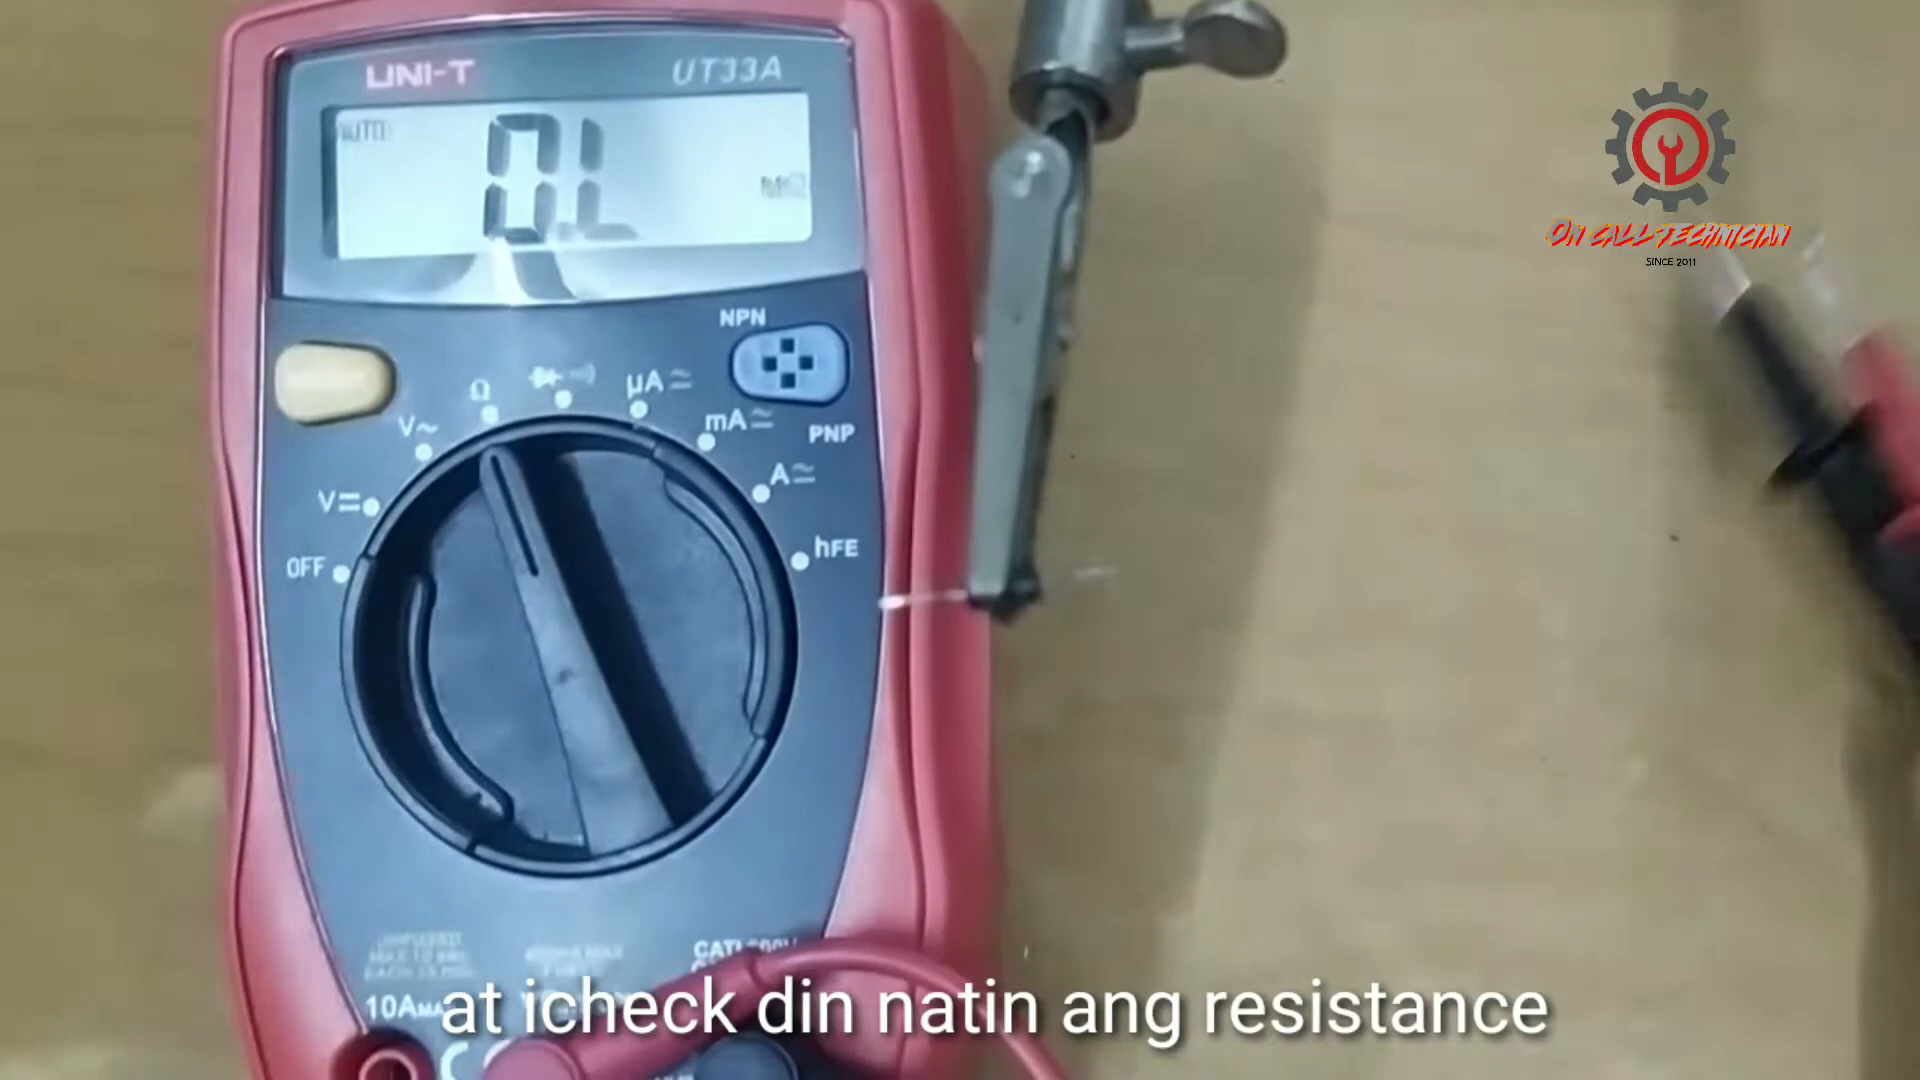 UNI-T
UT33A
AUTO
0.L
MΩ
NPN
PNP
Ω
µA
mA
A
hFE
V~
V
OFF
10A
On call technician
SINCE 2011
at icheck din natin ang resistance